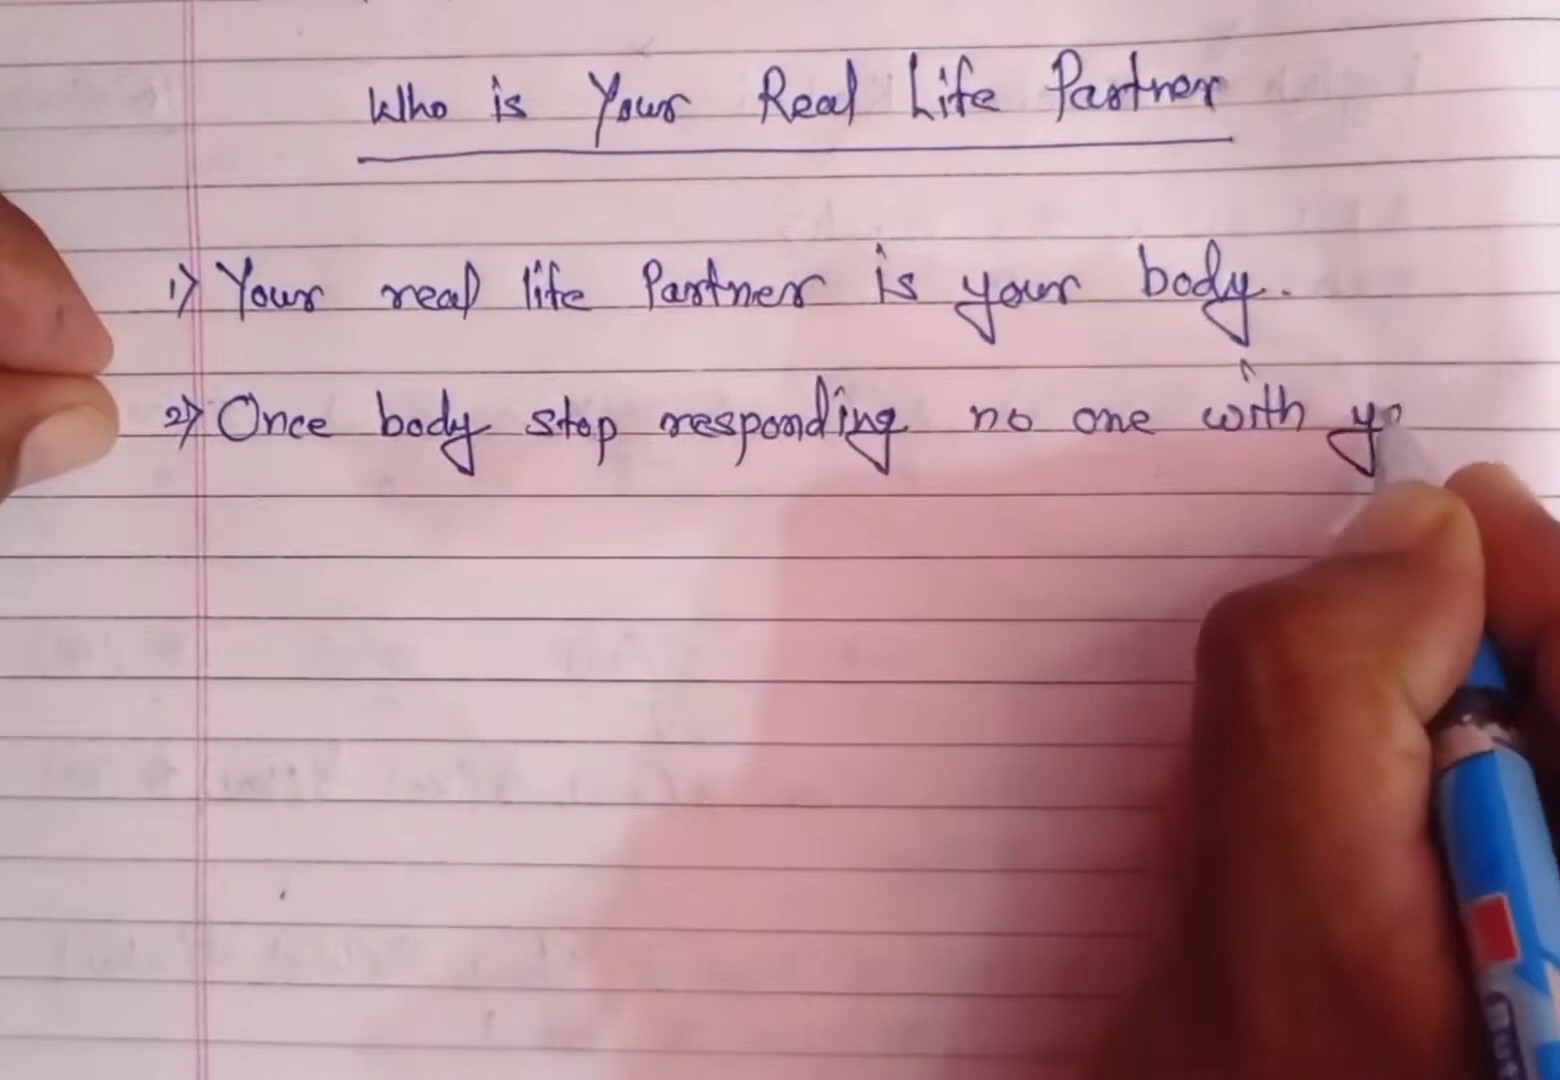 Who is Your Real Life Partner
1) Your real life Partner is your body.
2) Once body stop responding no one with yo